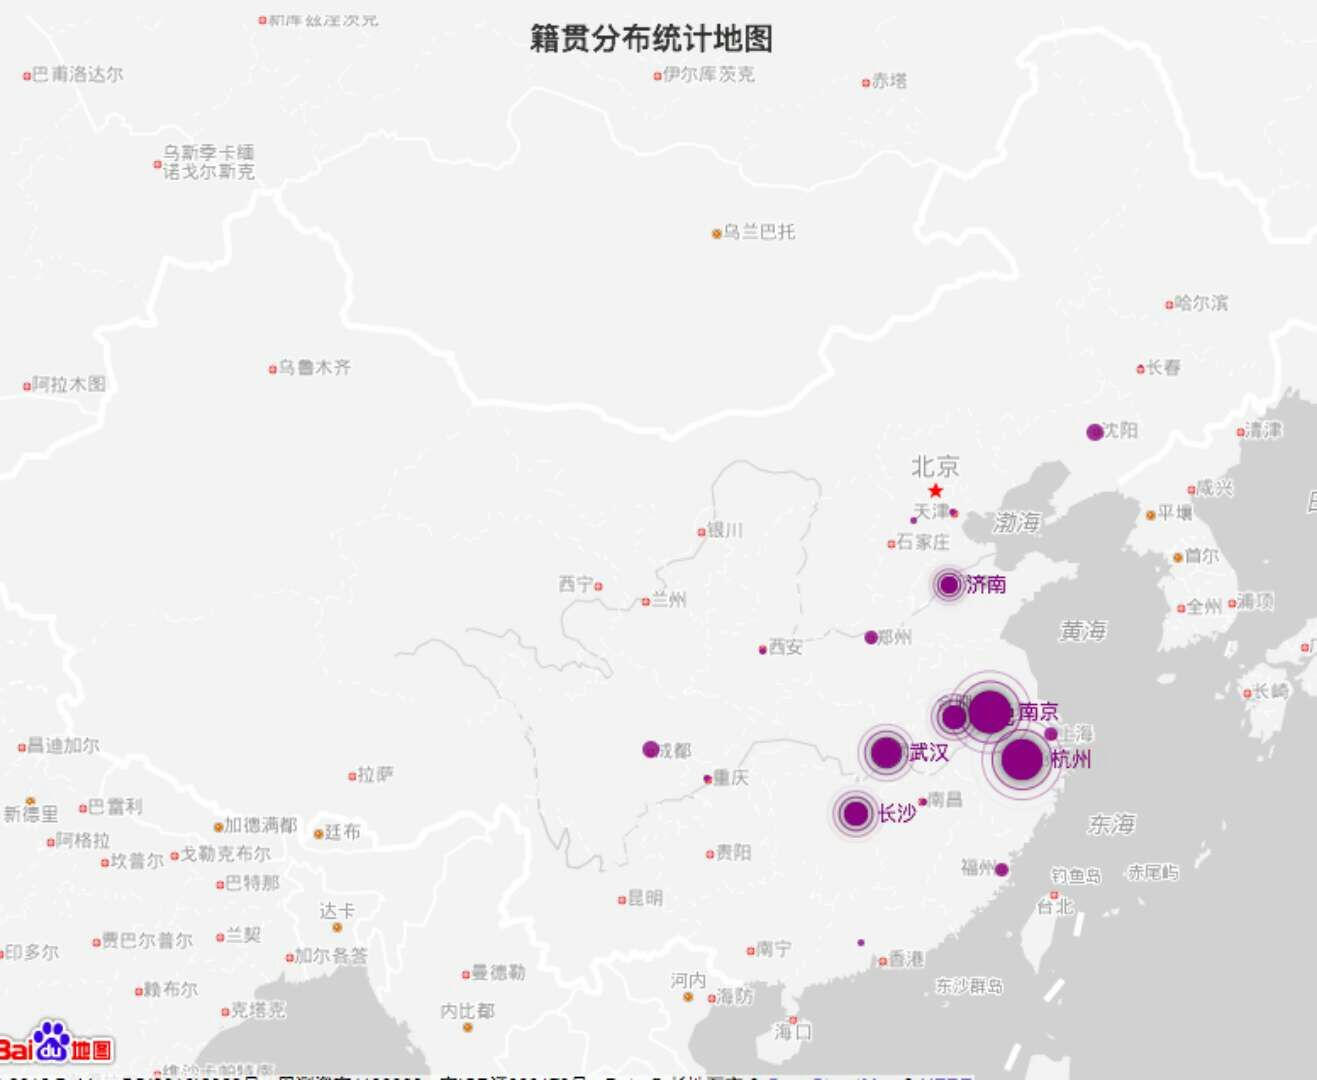 籍贯分布统计地图
新库兹涅茨克
巴甫洛达尔
伊尔库茨克
赤塔
乌斯季卡缅
诺戈尔斯克
乌兰巴托
哈尔滨
乌鲁木齐
长春
阿拉木图
沈阳
清津
北京
咸兴
天津
渤海
平壤
银川
石家庄
首尔
西宁
济南
兰州
全州
浦项
黄海
郑州
西安
长崎
南京
上海
昌迪加尔
成都
武汉
杭州
拉萨
重庆
新德里
巴雷利
南昌
长沙
加德满都
廷布
东海
阿格拉
坎普尔
戈勒克布尔
贵阳
福州
钓鱼岛
赤尾屿
巴特那
昆明
台北
达卡
费巴尔普尔
兰契
印多尔
加尔各答
南宁
香港
曼德勒
河内
东沙群岛
赖布尔
海防
克塔克
内比都
海口
Bai du 地图